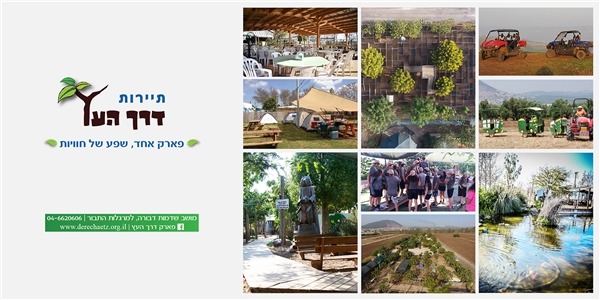 תיירות
דרך העץ
פארק אחד, שפע של חוויות
מושב שדמות דבורה, למרגלות התבור | 04-6620606
פארק דרך העץ | www.derechaetz.org.il